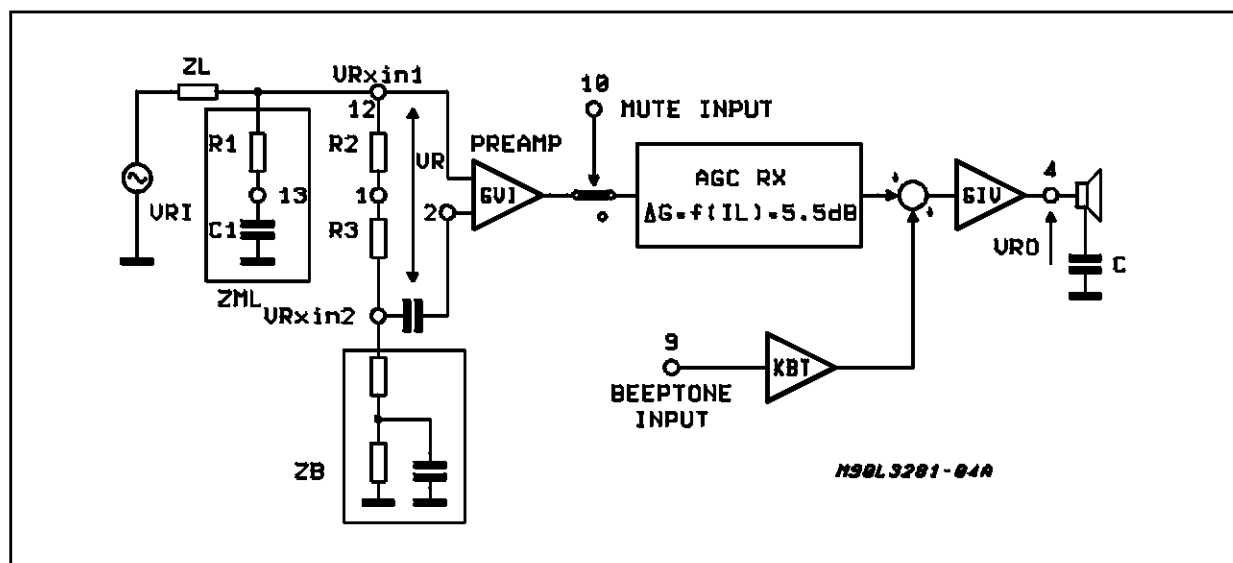 ZL
VRxin1
12
10
MUTE INPUT
R1
R2
VR
PREAMP
GVI
AGC RX
ΔG=f(IL)=5.5dB
4
GIV
VRI
13
1
2
C1
R3
VRO
C
ZML
VRxin2
9
KBT
BEEPTONE
INPUT
ZB
M90L3281-04A